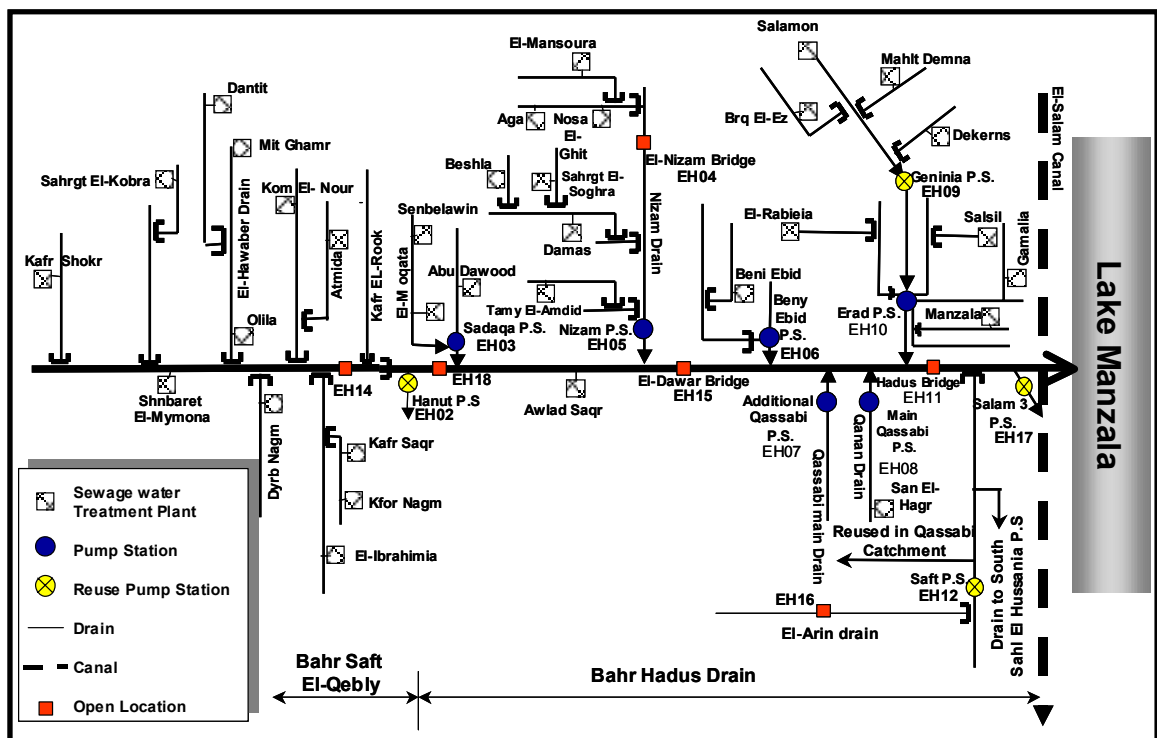 Salamon
El-Mansoura
Mahlt Demna
Dantit
Brq El-Ez
Aga
Nosa
El-
Ghit
Dekerns
El-Salam Canal
Mit Ghamr
Beshla
Sahrgt El-
Soghra
El-Nizam Bridge
EH04
Geninia P.S.
EH09
Sahrgt El-Kobra
Kom El- Nour
Senbelawin
El-Rabieia
Salsil
Gamalia
Kafr Shokr
El-Hawaber Drain
Atmida
Kafr EL-Rook
El-M oqata
Abu Dawood
Damas
Nizam Drain
Beni Ebid
Beny
Ebid
P.S.
EH06
Olila
Sadaqa P.S.
EH03
Tamy El-Amdid
Nizam P.S.
EH05
Erad P.S.
EH10
Manzala
Lake Manzala
Shnbaret
El-Mymona
EH14
Hanut P.S
EH02
EH18
Awlad Saqr
El-Dawar Bridge
EH15
Additional
Qassabi
P.S.
EH07
Hadus Bridge
EH11
Main
Qassabi
P.S.
EH08
Salam 3
P.S.
EH17
Dyrb Nagm
Kafr Saqr
Kfor Nagm
El-Ibrahimia
Qassabi main Drain
Qanan Drain
San El-
Hagr
Reused in Qassabi
Catchment
Saft P.S.
EH12
Drain to South
Sahl El Hussania P.S
EH16
El-Arin drain
Sewage water
Treatment Plant
Pump Station
Reuse Pump Station
Drain
Canal
Open Location
Bahr Saft
El-Qebly
Bahr Hadus Drain